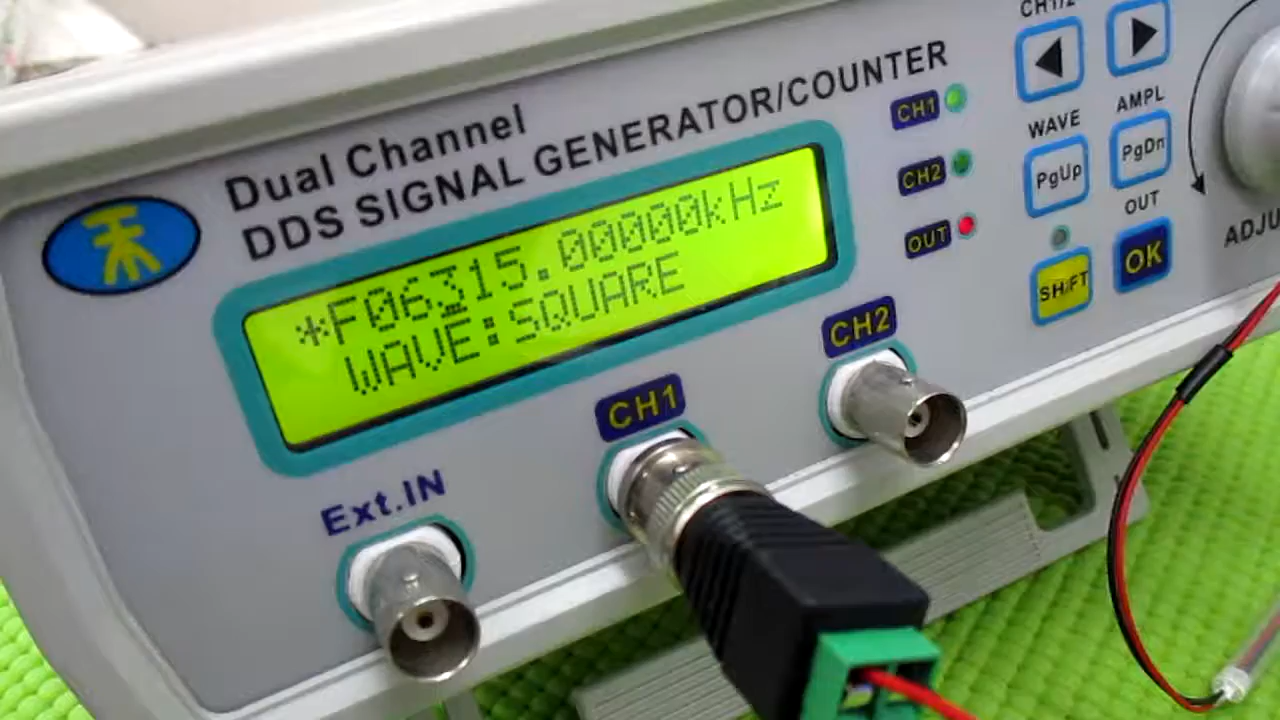 Dual Channel
DDS SIGNAL GENERATOR/COUNTER
*F06315.00000kHz
WAVE:SQUARE
CH1
CH2
OUT
CH1/2
WAVE
AMPL
PgUp
PgDn
OUT
SHIFT
OK
Ext.IN
CH1
CH2